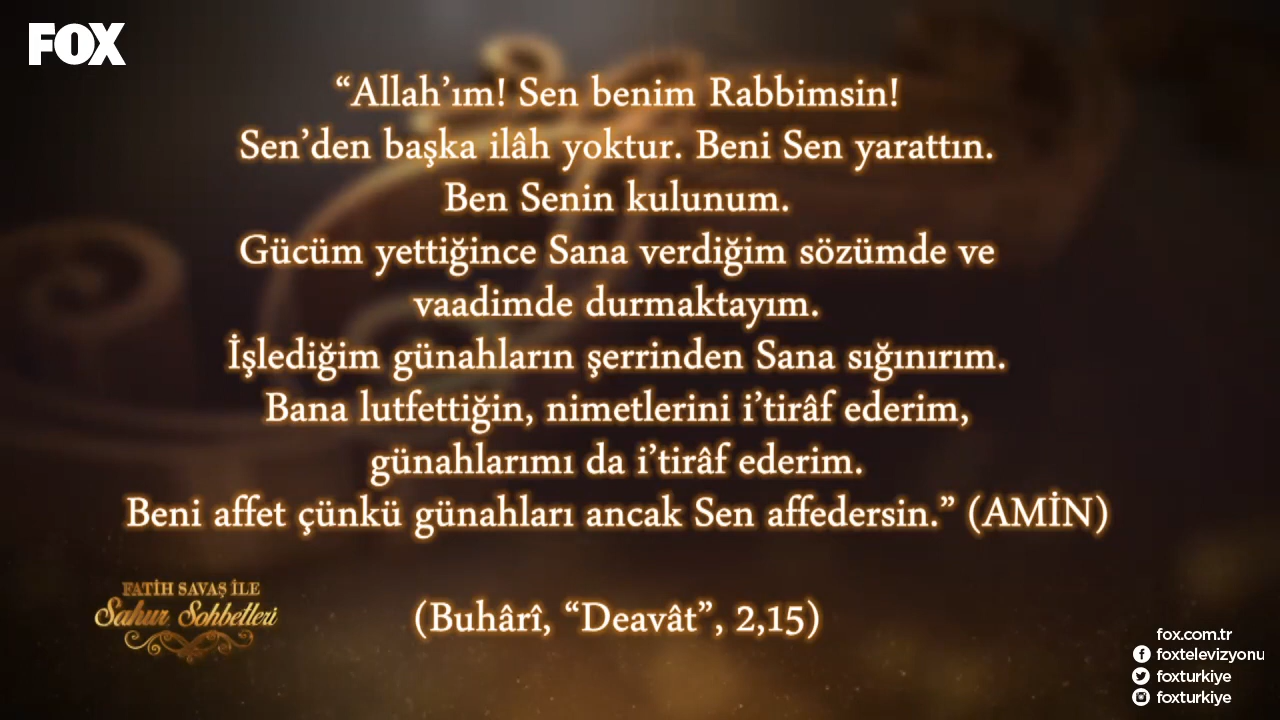 FOX
“Allah’ım! Sen benim Rabbimsin!
Sen’den başka ilâh yoktur. Beni Sen yarattın.
Ben Senin kulunum.
Gücüm yettiğince Sana verdiğim sözümde ve
vaadimde durmaktayım.
İşlediğim günahların şerrinden Sana sığınırım.
Bana lutfettiğin, nimetlerini i’tirâf ederim,
günahlarımı da i’tirâf ederim.
Beni affet çünkü günahları ancak Sen affedersin.” (AMİN)
(Buhârî, “Deavât”, 2,15)
FATİH SAVAŞ İLE
Sahur Sohbetleri
fox.com.tr
foxtelevizyonu
foxturkiye
foxturkiye